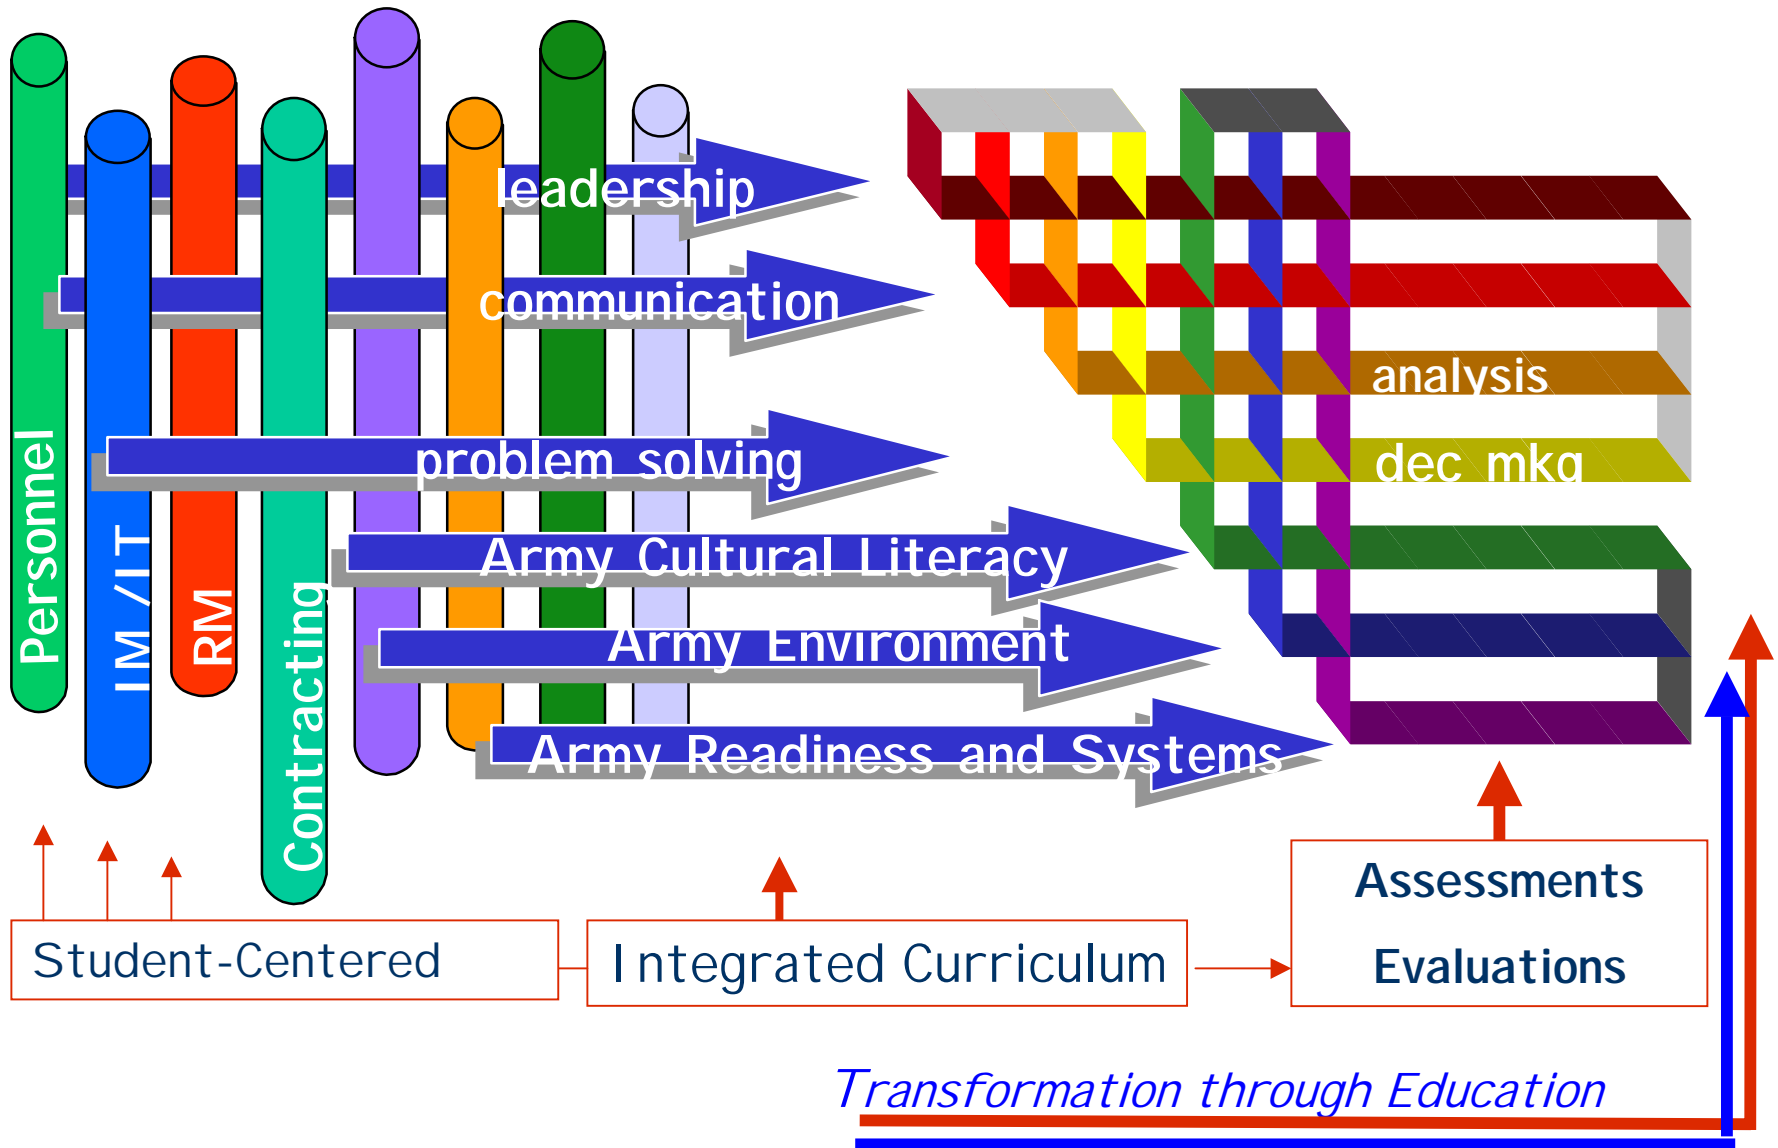 leadership
communication
problem solving
Army Cultural Literacy
Army Environment
Army Readiness and Systems
Personnel
IM /IT
RM
Contracting
analysis
dec mkg
Student-Centered
Integrated Curriculum
Assessments
Evaluations
Transformation through Education